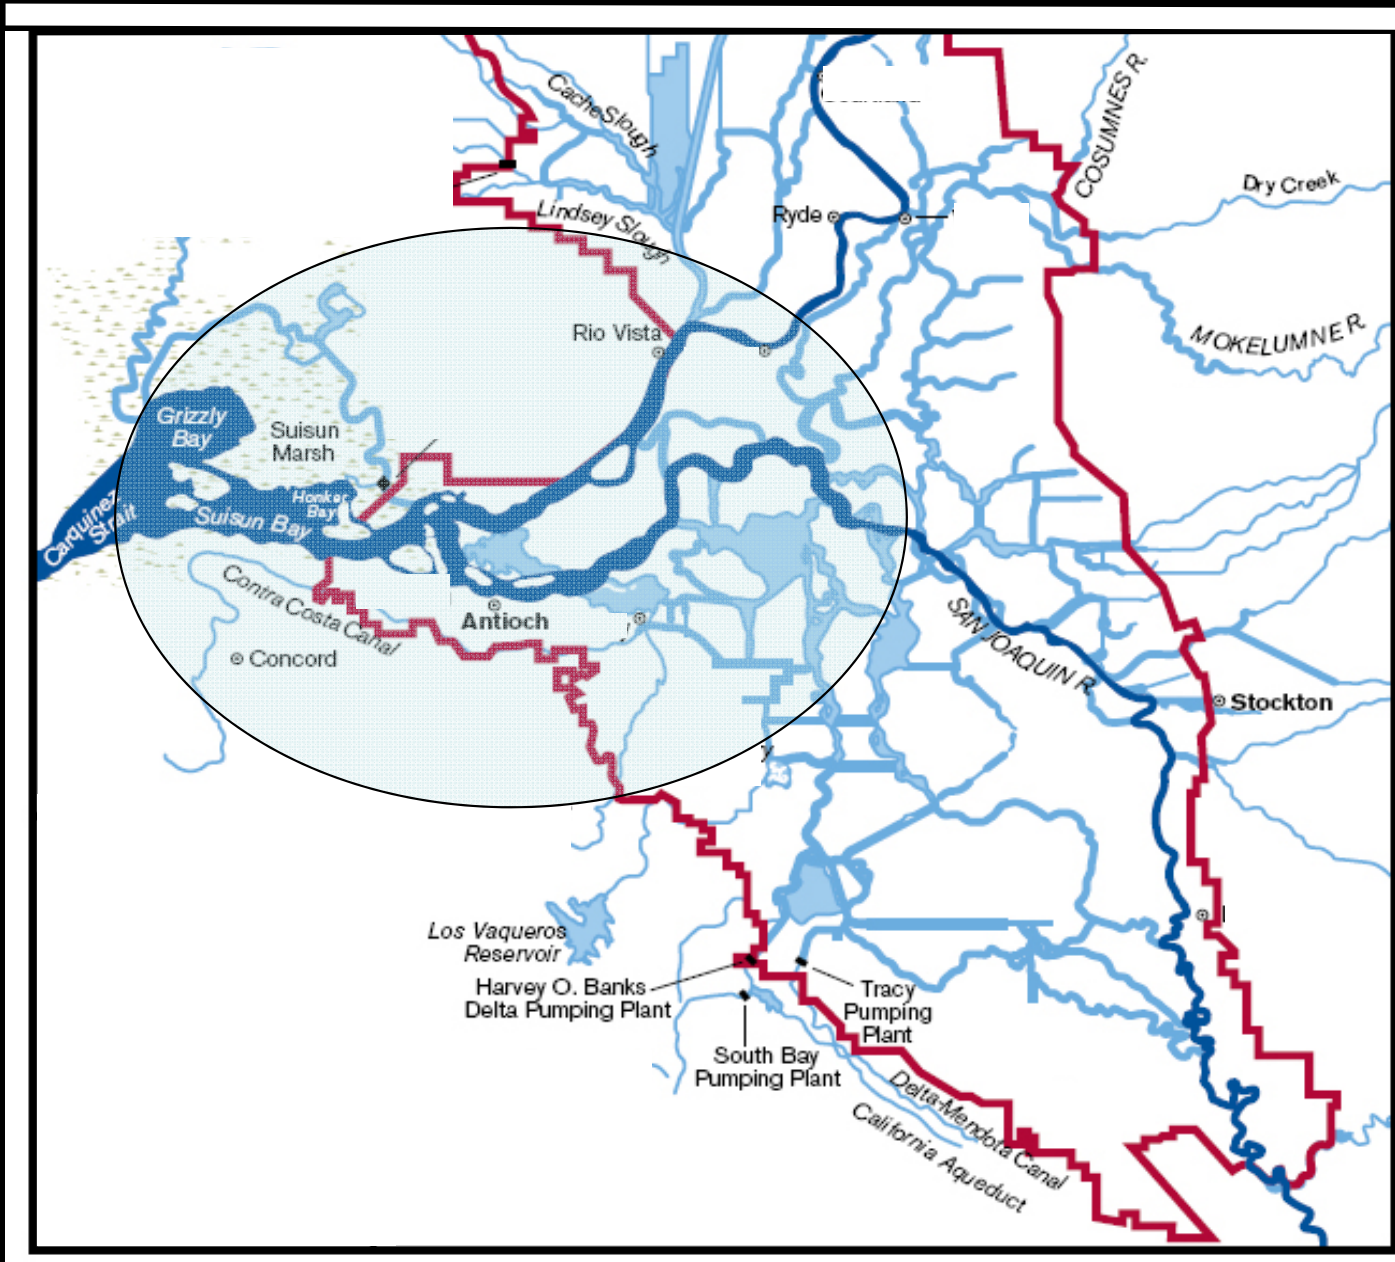 Cache Slough
COSUMNES R.
Dry Creek
Lindsey Slough
Ryde
MOKELUMNE R.
Rio Vista
Grizzly
Bay
Suisun
Marsh
Honker
Bay
Carquinez
Strait
Suisun Bay
Contra Costa Canal
Antioch
Concord
SAN JOAQUIN R.
Stockton
Los Vaqueros
Reservoir
Harvey O. Banks
Delta Pumping Plant
Tracy
Pumping
Plant
South Bay
Pumping Plant
Delta-Mendota Canal
California Aqueduct